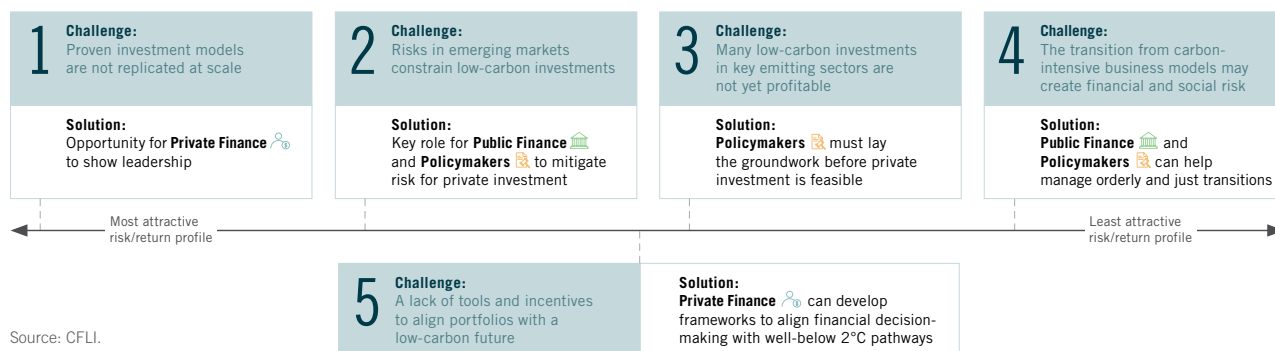 1
Challenge:
Proven investment models
are not replicated at scale
Solution:
Opportunity for Private Finance
to show leadership
2
Challenge:
Risks in emerging markets
constrain low-carbon investments
Solution:
Key role for Public Finance
and Policymakers to mitigate
risk for private investment
3
Challenge:
Many low-carbon investments
in key emitting sectors are
not yet profitable
Solution:
Policymakers must lay
the groundwork before private
investment is feasible
4
Challenge:
The transition from carbon-
intensive business models may
create financial and social risk
Solution:
Public Finance and
Policymakers can help
manage orderly and just transitions
Most attractive
risk/return profile
Least attractive
risk/return profile
5
Challenge:
A lack of tools and incentives
to align portfolios with a
low-carbon future
Solution:
Private Finance can develop
frameworks to align financial decision-
making with well-below 2°C pathways
Source: CFLI.